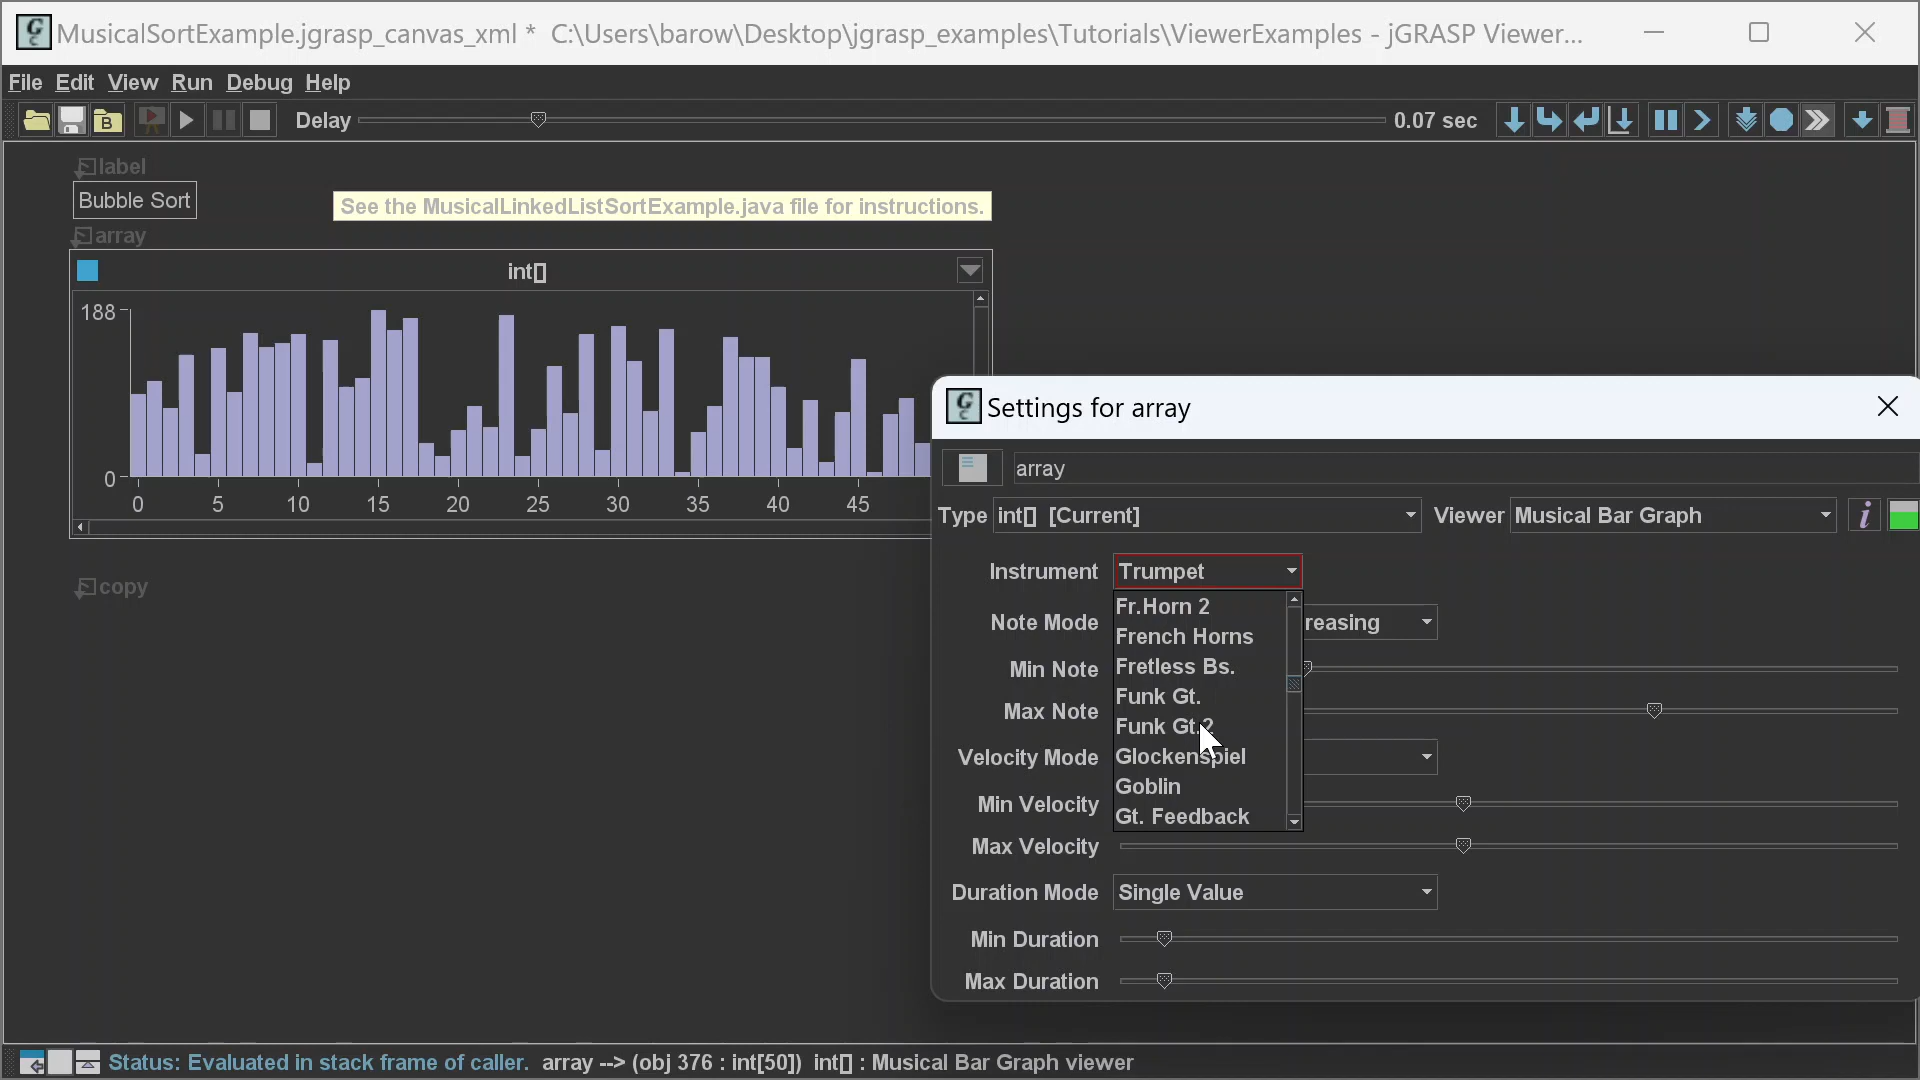 MusicalSortExample.jgrasp_canvas_xml * C:\Users\barow\Desktop\jgrasp_examples\Tutorials\ViewerExamples - jGRASP Viewer...
File Edit View Run Debug Help
Delay 0.07 sec
label
Bubble Sort
See the MusicalLinkedListSortExample.java file for instructions.
array
int[]
188
0
0 5 10 15 20 25 30 35 40 45
copy
Settings for array
array
Type int[] [Current] Viewer Musical Bar Graph
Instrument Trumpet
Fr.Horn 2
French Horns
Fretless Bs.
Funk Gt.
Funk Gt.2
Glockenspiel
Goblin
Gt. Feedback
Note Mode reasing
Min Note
Max Note
Velocity Mode
Min Velocity
Max Velocity
Duration Mode Single Value
Min Duration
Max Duration
Status: Evaluated in stack frame of caller. array --> (obj 376 : int[50]) int[] : Musical Bar Graph viewer